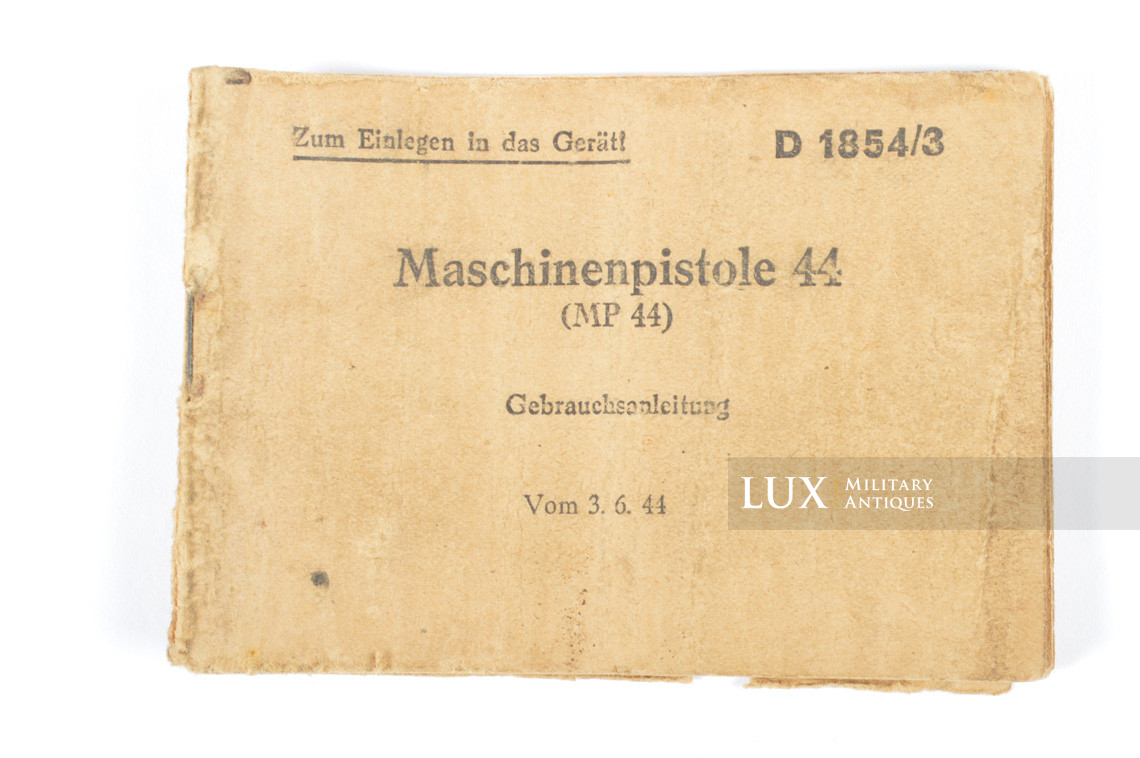 Zum Einlegen in das Gerät!
D 1854/3
Maschinenpistole 44
(MP 44)
Gebrauchsanleitung
Vom 3. 6. 44
LUX MILITARY ANTIQUES